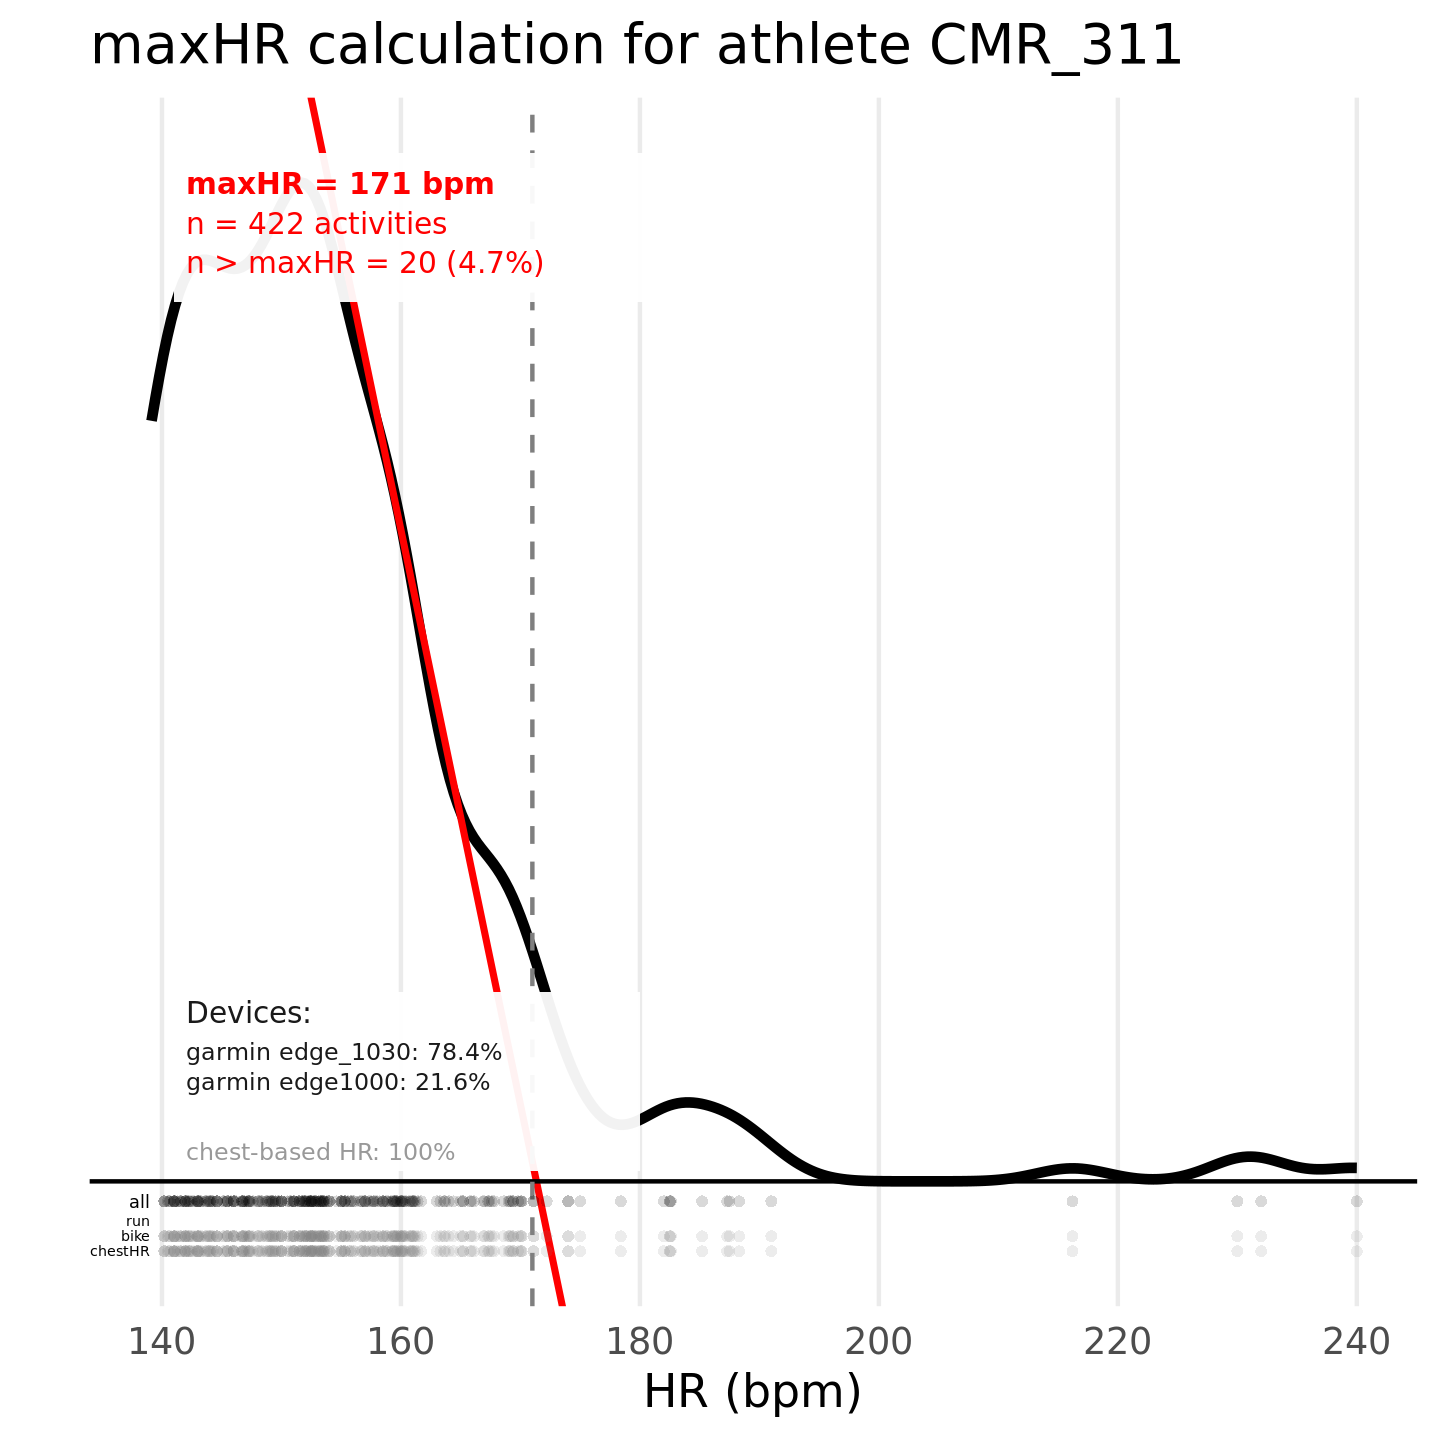 maxHR calculation for athlete CMR_311
maxHR = 171 bpm
n = 422 activities
n > maxHR = 20 (4.7%)
Devices:
garmin edge_1030: 78.4%
garmin edge1000: 21.6%
chest-based HR: 100%
all
run
bike
chestHR
140 160 180 200 220 240
HR (bpm)